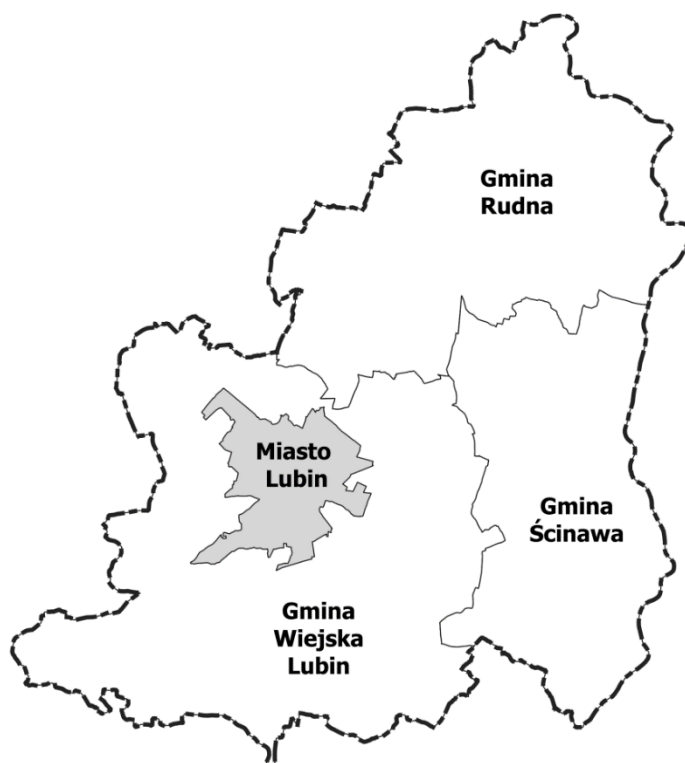 Gmina
Rudna
Miasto
Lubin
Gmina
Ścinawa
Gmina
Wiejska
Lubin